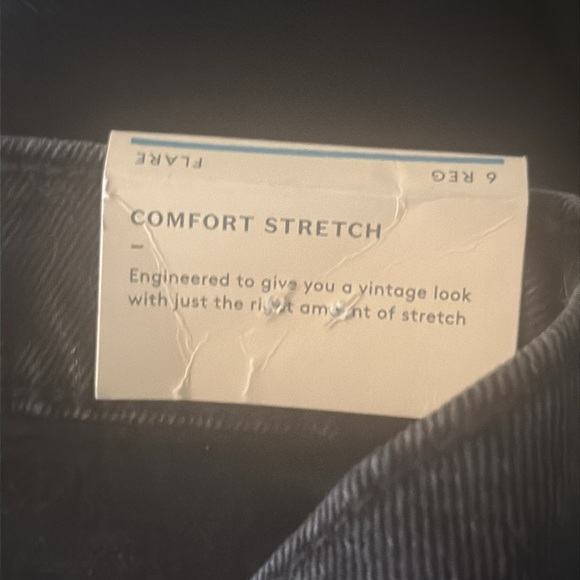 6 REG FLARE
COMFORT STRETCH
Engineered to give you a vintage look
with just the right amount of stretch